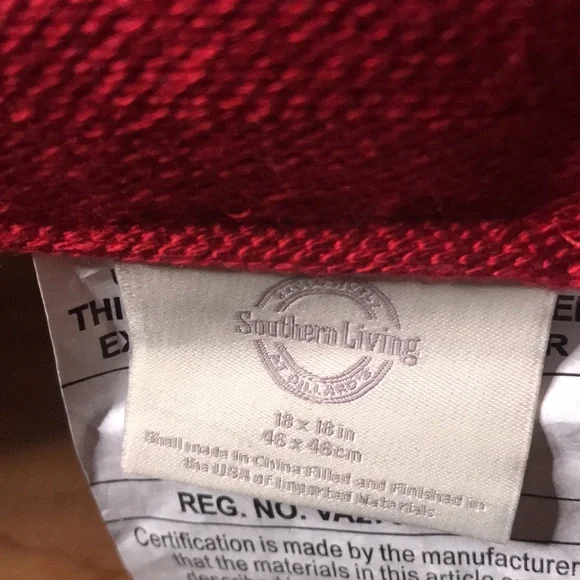 EXCLUSIVELY
Southern Living
AT DILLARD'S
18 x 18 in
46 x 46cm
Shell made in China Filled and Finished in
the USA of Imported Materials
THI
EX
REG. NO.
Certification is made by the manufacturer
that the materials in this article